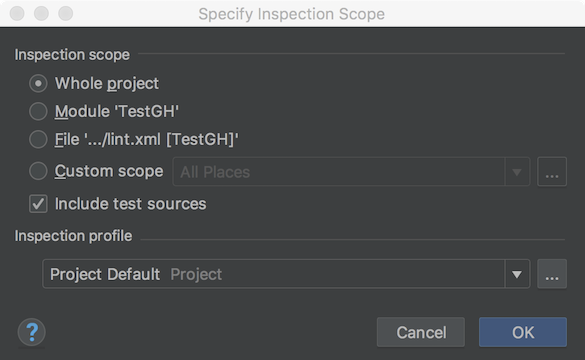 Specify Inspection Scope
Inspection scope
Whole project
Module 'TestGH'
File '.../lint.xml [TestGH]'
Custom scope All Places ...
Include test sources
Inspection profile
Project Default Project ...
? Cancel OK